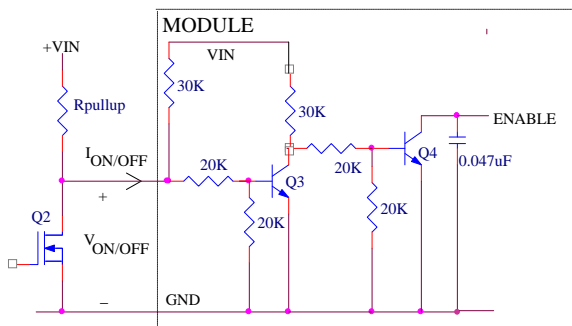 MODULE
+VIN
VIN
30K
30K
Rpullup
ION/OFF
ENABLE
20K
20K
Q4
0.047uF
Q3
+
20K
20K
Q2
VON/OFF
–
GND